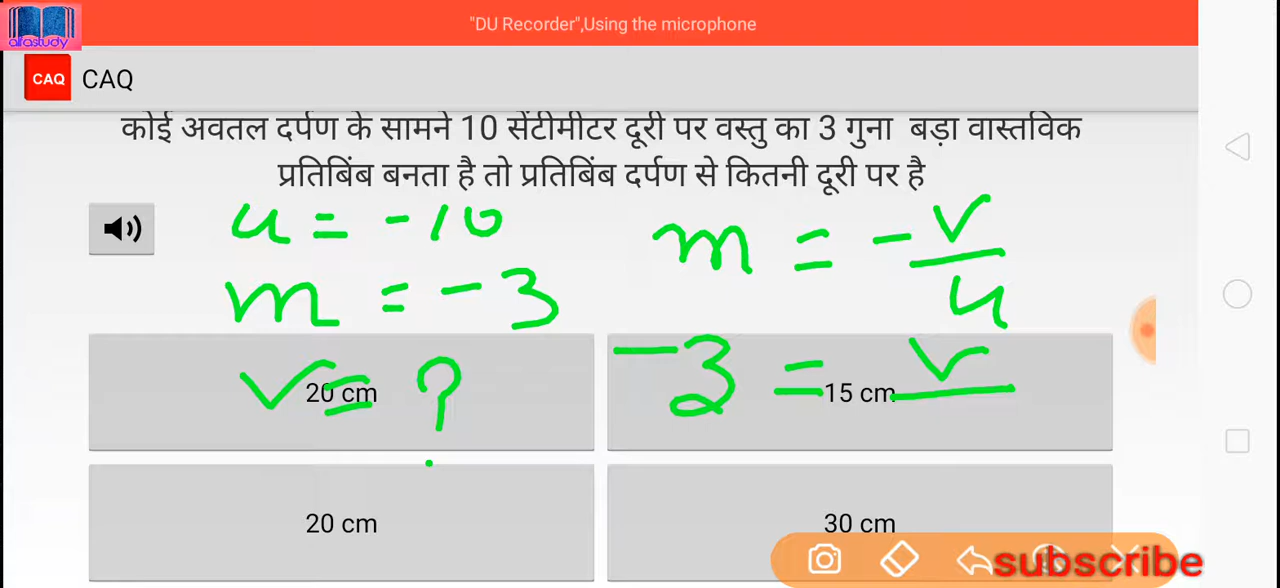 "DU Recorder",Using the microphone
alfastudy
CAQ CAQ
कोई अवतल दर्पण के सामने 10 सेंटीमीटर दूरी पर वस्तु का 3 गुना बड़ा वास्तविक
प्रतिबिंब बनता है तो प्रतिबिंब दर्पण से कितनी दूरी पर है
u = -10
m = -3
v = ?
m = -v/u
-3 = v
20 cm
15 cm
20 cm
30 cm
subscribe